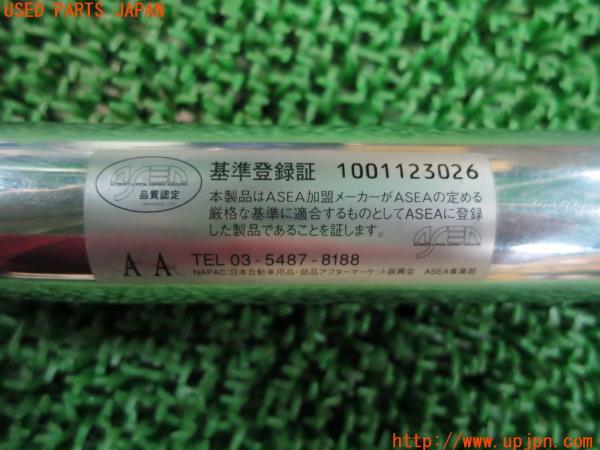 USED PARTS JAPAN
ASEA
品質認定
基準登録証 1001123026
本製品はASEA加盟メーカーがASEAの定める
厳格な基準に適合するものとしてASEAに登録
した製品であることを証します。
ASEA
AA
TEL 03-5487-8188
NAPAC:日本自動車用品・部品アフターマーケット振興会 ASEA事業部
http://www.upjpn.com/